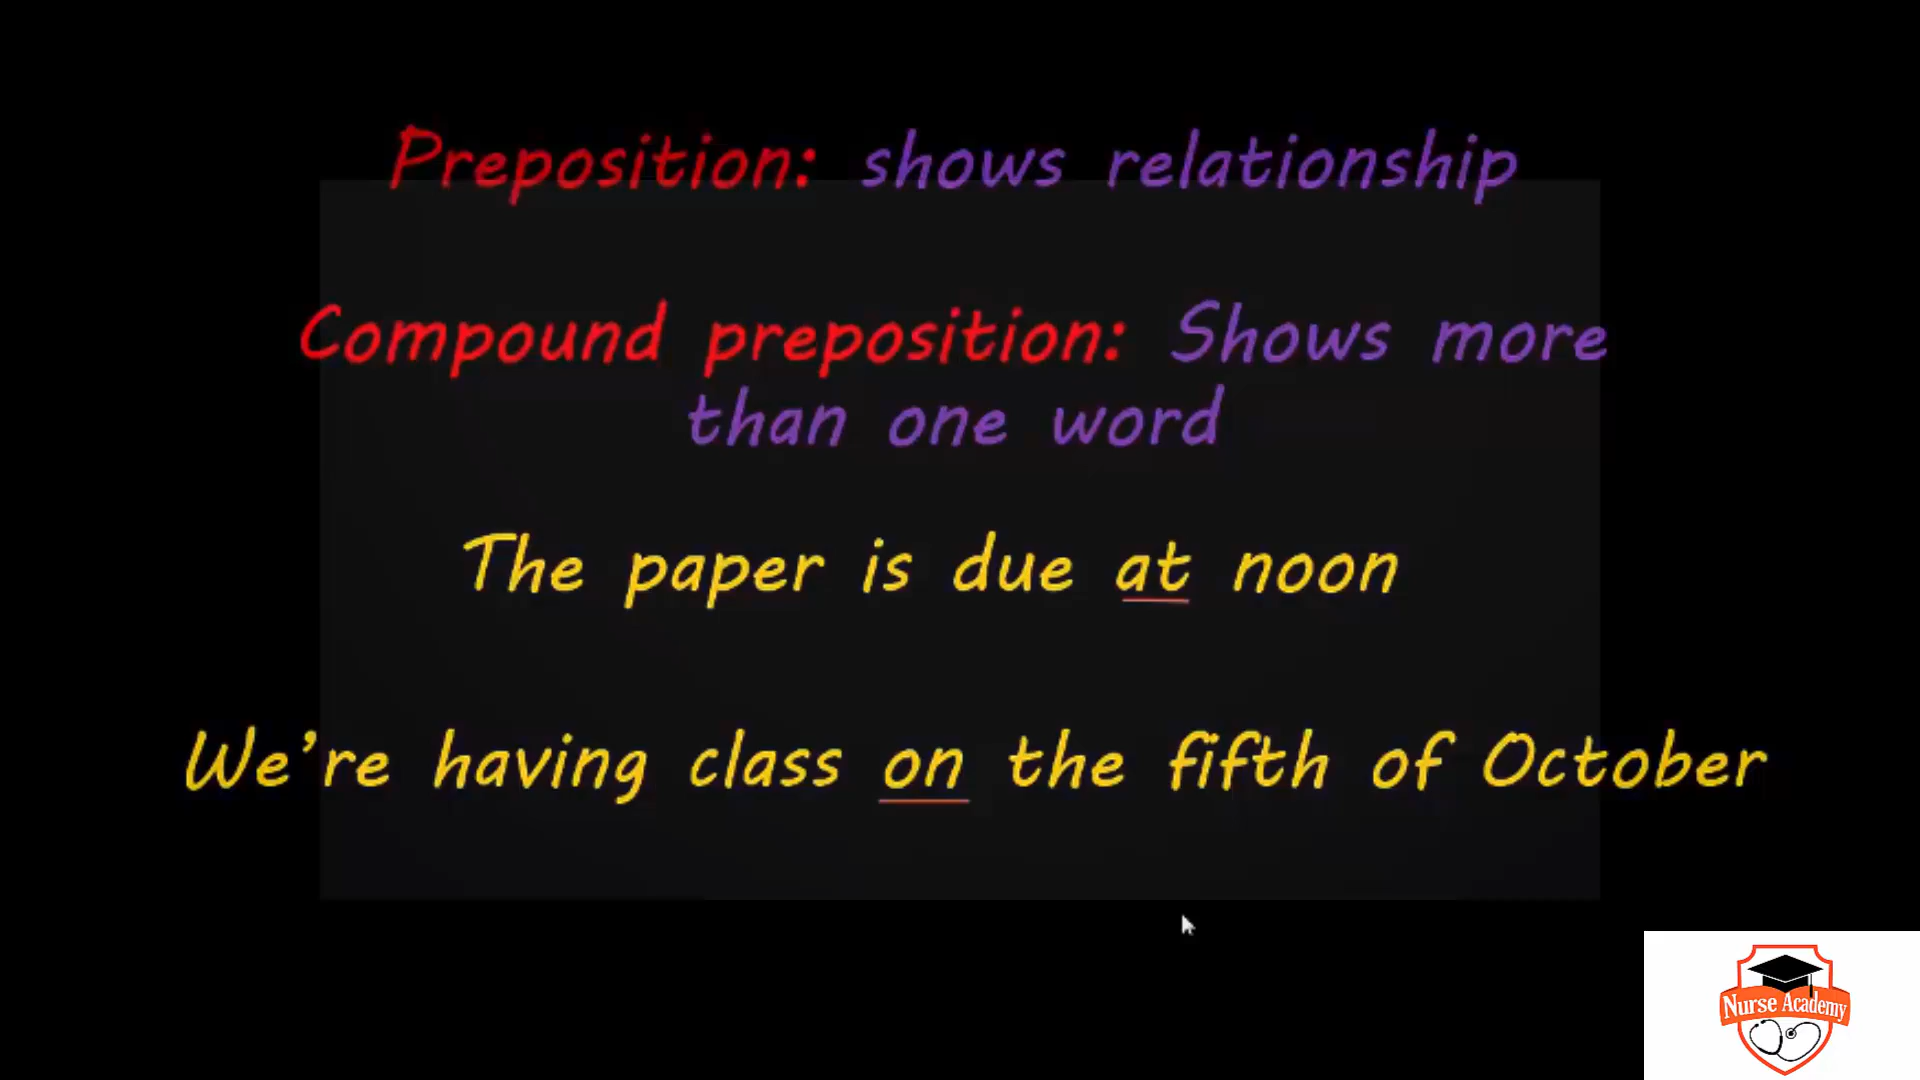 Preposition: shows relationship
Compound preposition: Shows more
than one word
The paper is due at noon
We're having class on the fifth of October
Nurse Academy